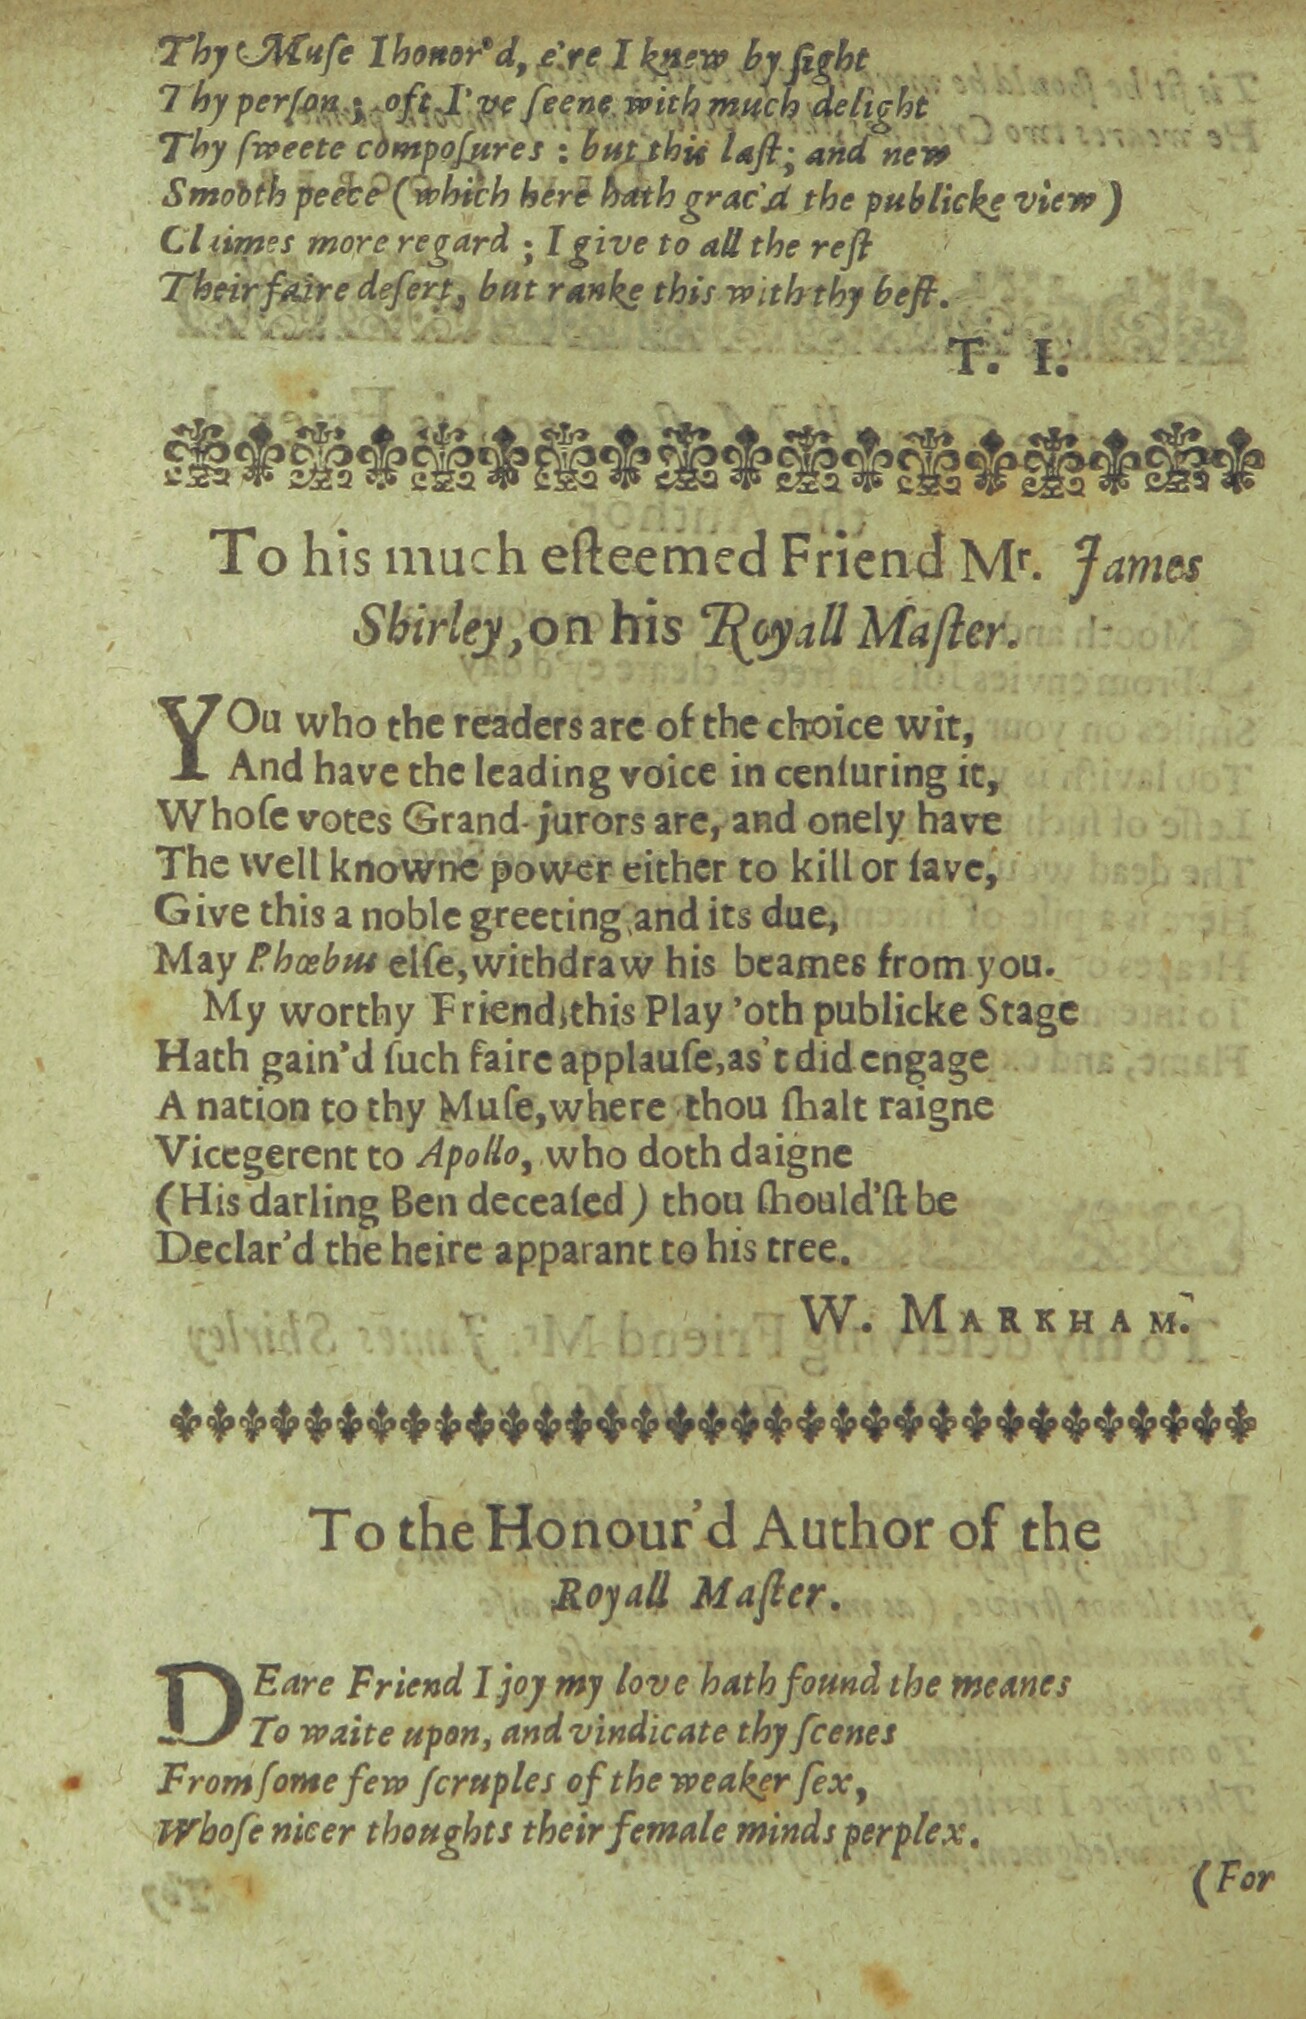 Thy Muſe I honor'd, e're I knew by ſight
Thy perſon; oft I've ſeene with much delight
Thy ſweete compoſures: but this laſt; and new
Smooth peece (which here hath grac'd the publicke view)
Claimes more regard; I give to all the reſt
Their faire deſert, but ranke this with thy beſt.
T. I.
To his much eſteemed Friend Mr. James
Shirley, on his Royall Maſter.
YOu who the readers are of the choice wit,
And have the leading voice in cenſuring it,
Whoſe votes Grand-jurors are, and onely have
The well knowne power either to kill or ſave,
Give this a noble greeting and its due,
May Phœbus elſe, withdraw his beames from you.
My worthy Friend, this Play 'oth publicke Stage
Hath gain'd ſuch faire applauſe, as't did engage
A nation to thy Muſe, where thou ſhalt raigne
Vicegerent to Apollo, who doth daigne
(His darling Ben deceaſed) thou ſhould'ſt be
Declar'd the heire apparant to his tree.
W. MARKHAM.
To the Honour'd Author of the
Royall Maſter.
DEare Friend I joy my love hath found the meanes
To waite upon, and vindicate thy ſcenes
From ſome few ſcruples of the weaker ſex,
Whoſe nicer thoughts their female minds perplex.
(For